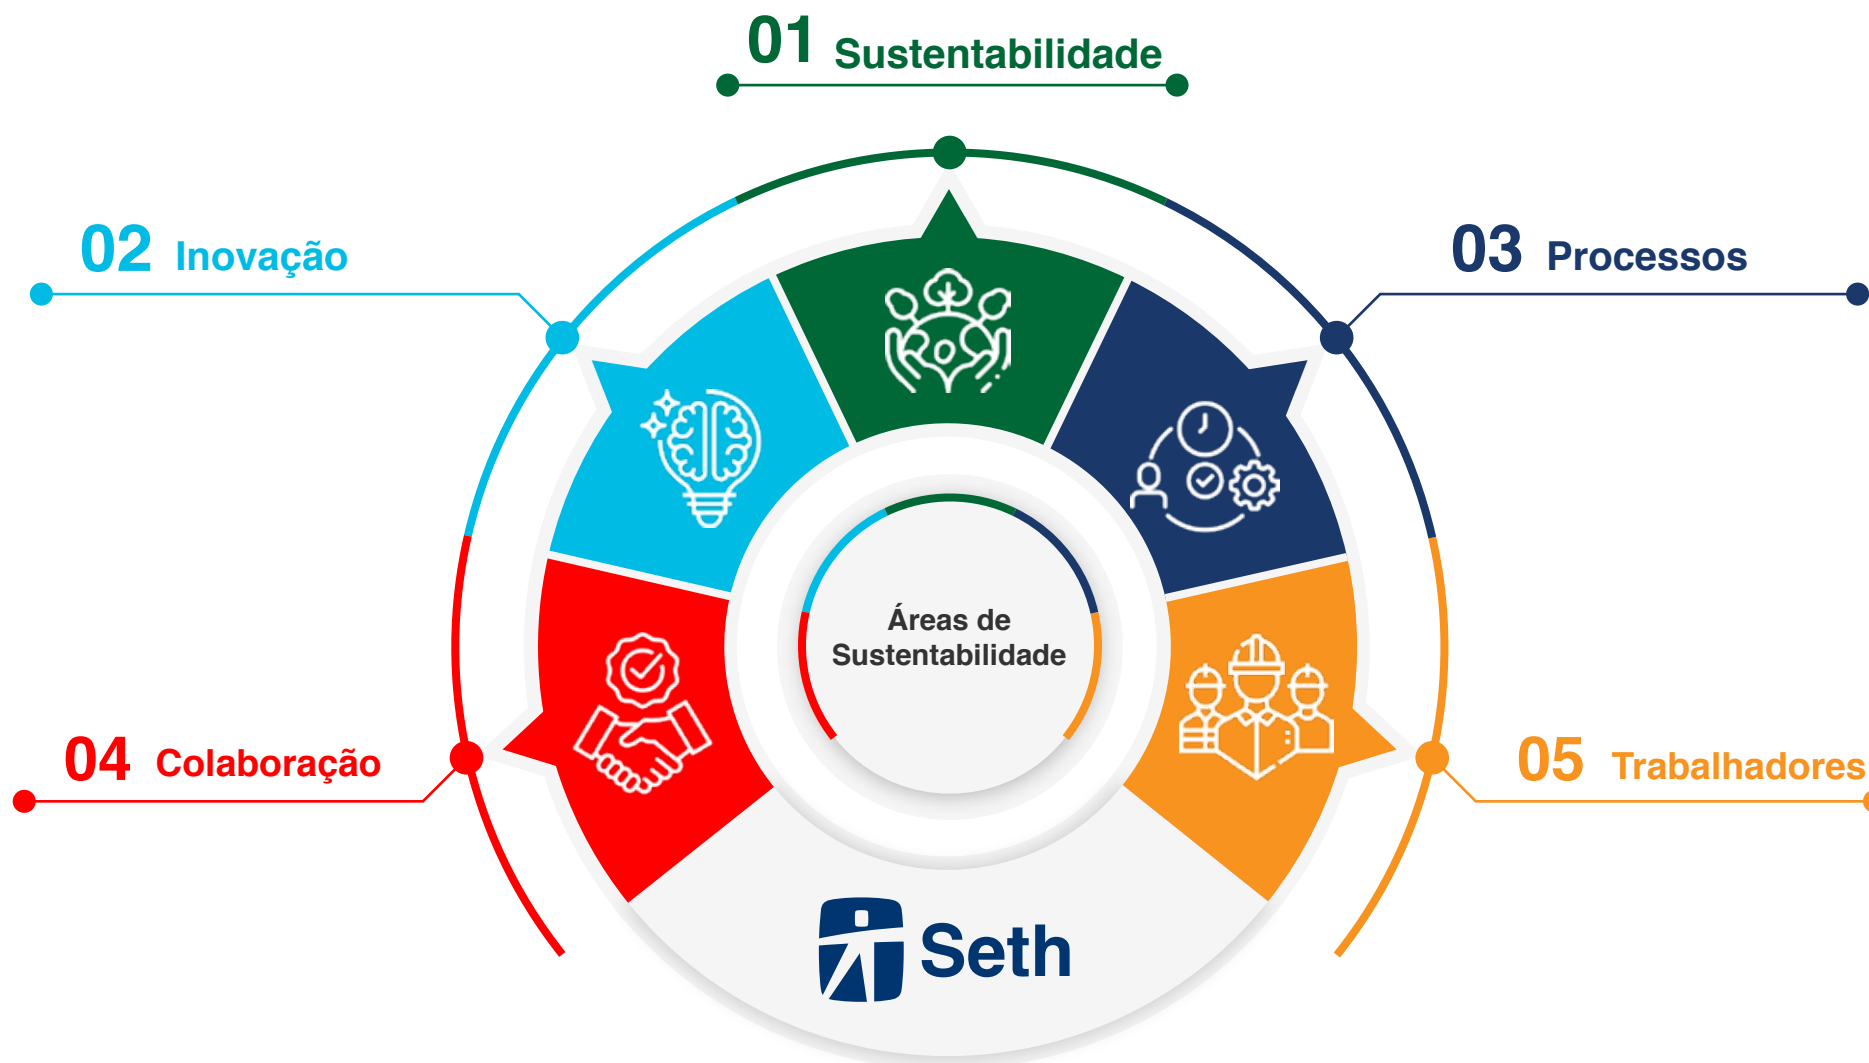 01 Sustentabilidade
02 Inovação
03 Processos
Áreas de
Sustentabilidade
04 Colaboração
05 Trabalhadores
Seth